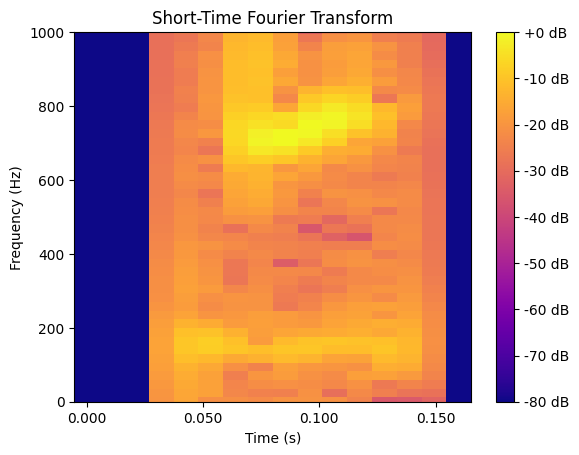 Short-Time Fourier Transform
1000
800
600
400
200
0
Frequency (Hz)
0.000
0.050
0.100
0.150
Time (s)
+0 dB
-10 dB
-20 dB
-30 dB
-40 dB
-50 dB
-60 dB
-70 dB
-80 dB